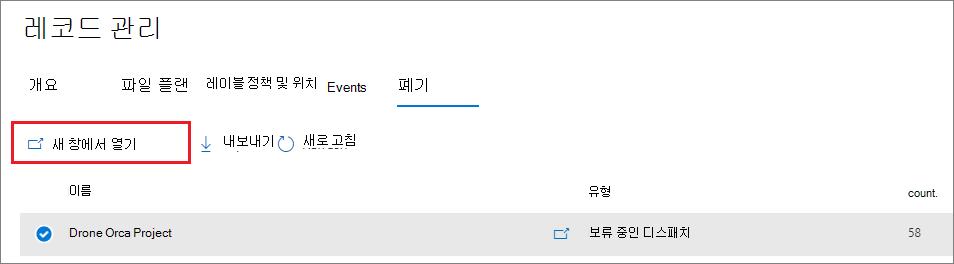 레코드 관리
개요 파일 플랜 레이블정책 및 위치 Events 폐기
새 창에서 열기 내보내기 새로 고침
이름 유형 count.
Drone Orca Project 보류 중인 디스패치 58